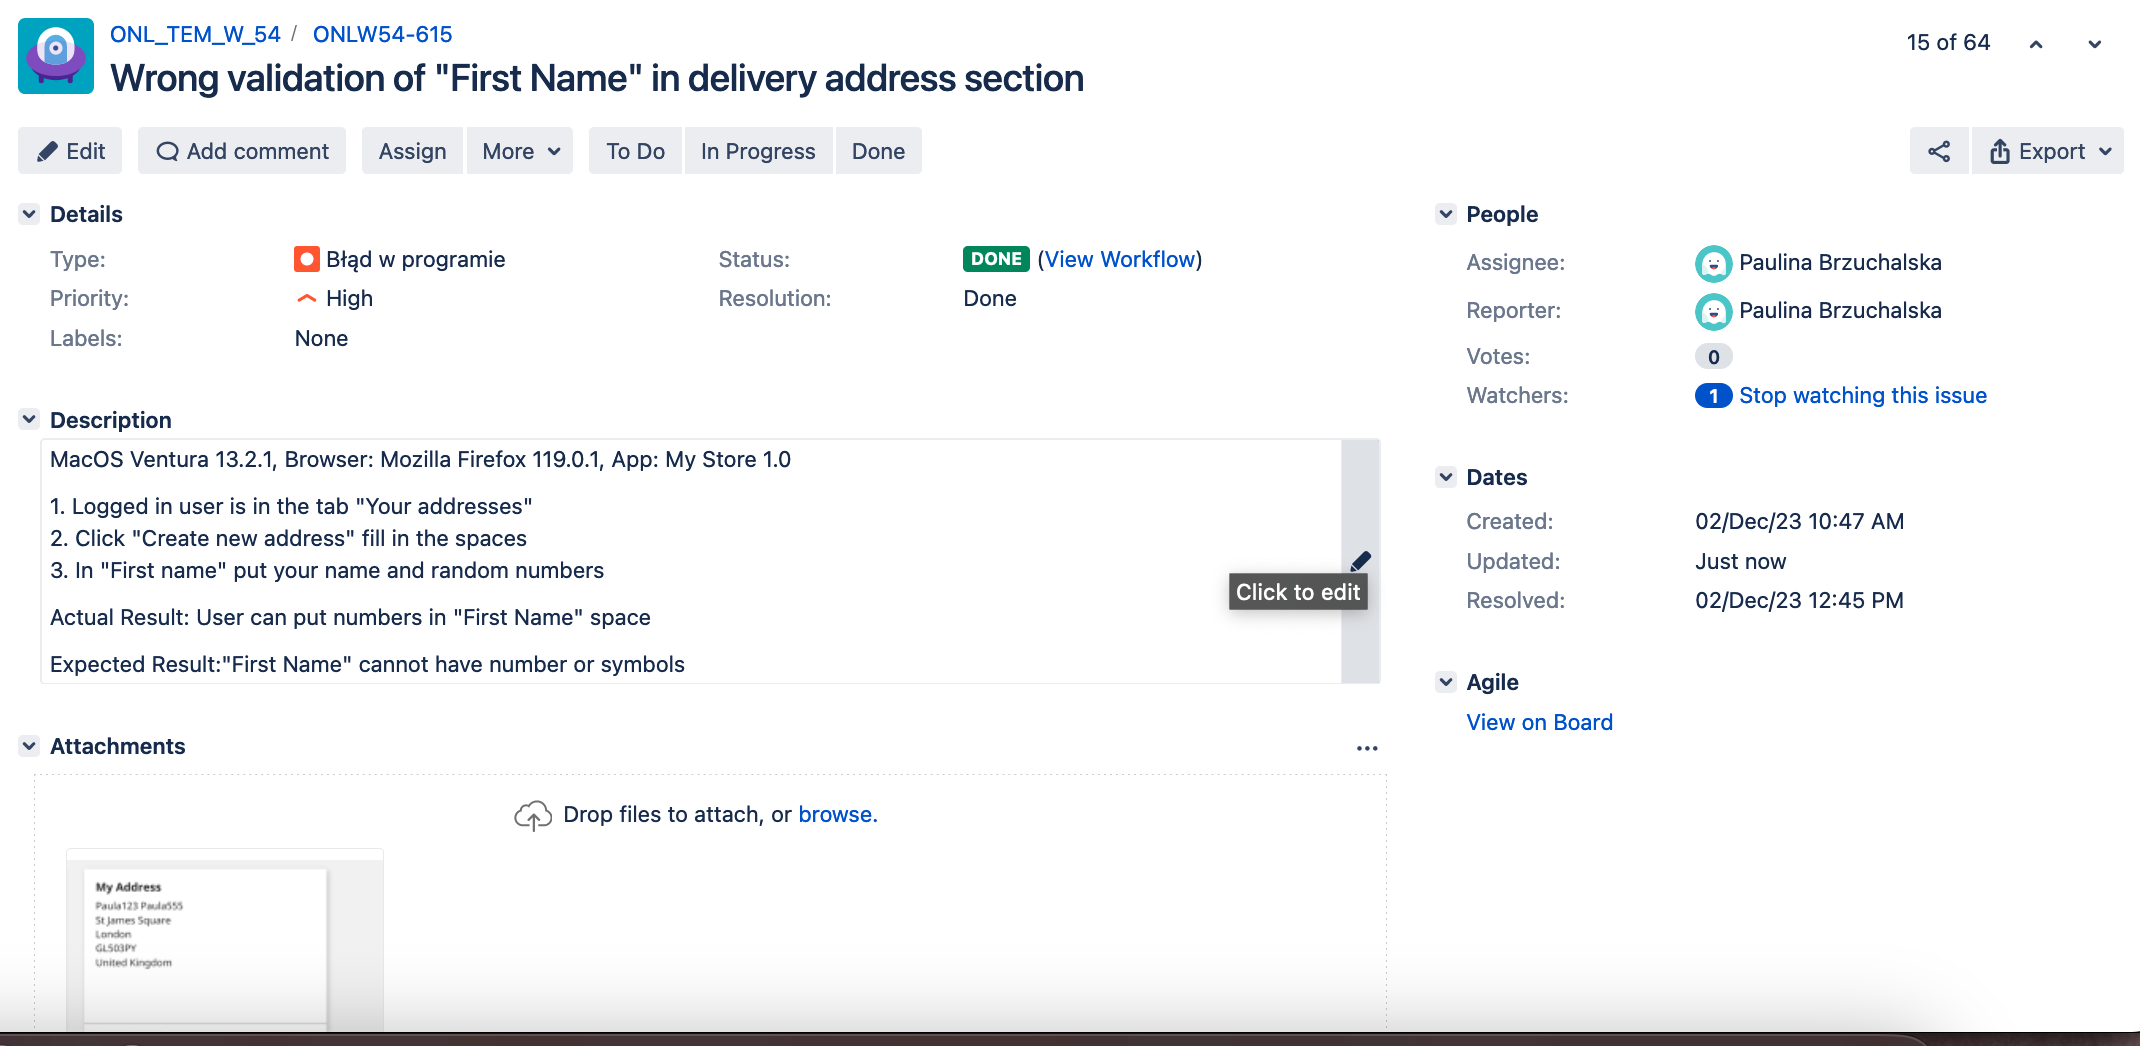 ONL_TEM_W_54 / ONLW54-615
15 of 64
Wrong validation of "First Name" in delivery address section
Edit
Add comment
Assign
More
To Do
In Progress
Done
Export
Details
Type: Błąd w programie
Status: DONE (View Workflow)
Priority: High
Resolution: Done
Labels: None
People
Assignee: Paulina Brzuchalska
Reporter: Paulina Brzuchalska
Votes: 0
Watchers: 1 Stop watching this issue
Description
MacOS Ventura 13.2.1, Browser: Mozilla Firefox 119.0.1, App: My Store 1.0
1. Logged in user is in the tab "Your addresses"
2. Click "Create new address" fill in the spaces
3. In "First name" put your name and random numbers
Click to edit
Actual Result: User can put numbers in "First Name" space
Expected Result:"First Name" cannot have number or symbols
Dates
Created: 02/Dec/23 10:47 AM
Updated: Just now
Resolved: 02/Dec/23 12:45 PM
Agile
View on Board
Attachments
Drop files to attach, or browse.
My Address
Paula123 Paula555
St James Square
London
GL503PY
United Kingdom